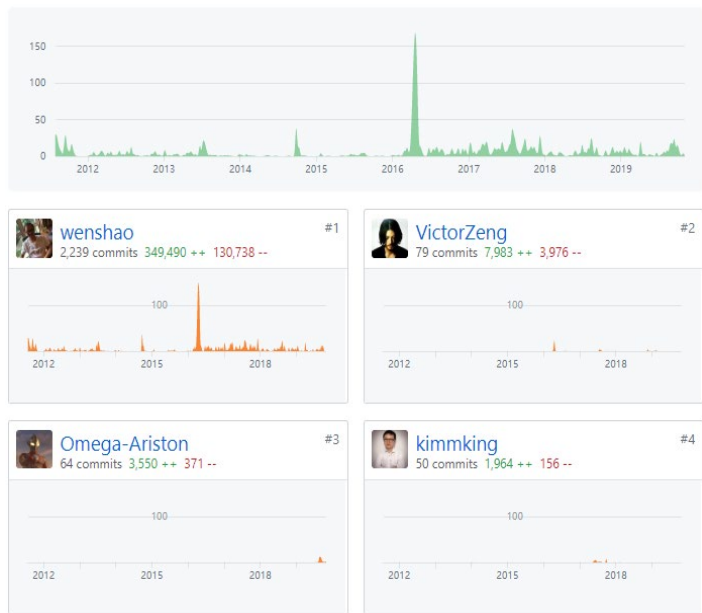 150
100
50
0
2012 2013 2014 2015 2016 2017 2018 2019
wenshao #1
2,239 commits 349,490 ++ 130,738 --
100
2012 2015 2018
VictorZeng #2
79 commits 7,983 ++ 3,976 --
100
2012 2015 2018
Omega-Ariston #3
64 commits 3,550 ++ 371 --
100
2012 2015 2018
kimmking #4
50 commits 1,964 ++ 156 --
100
2012 2015 2018